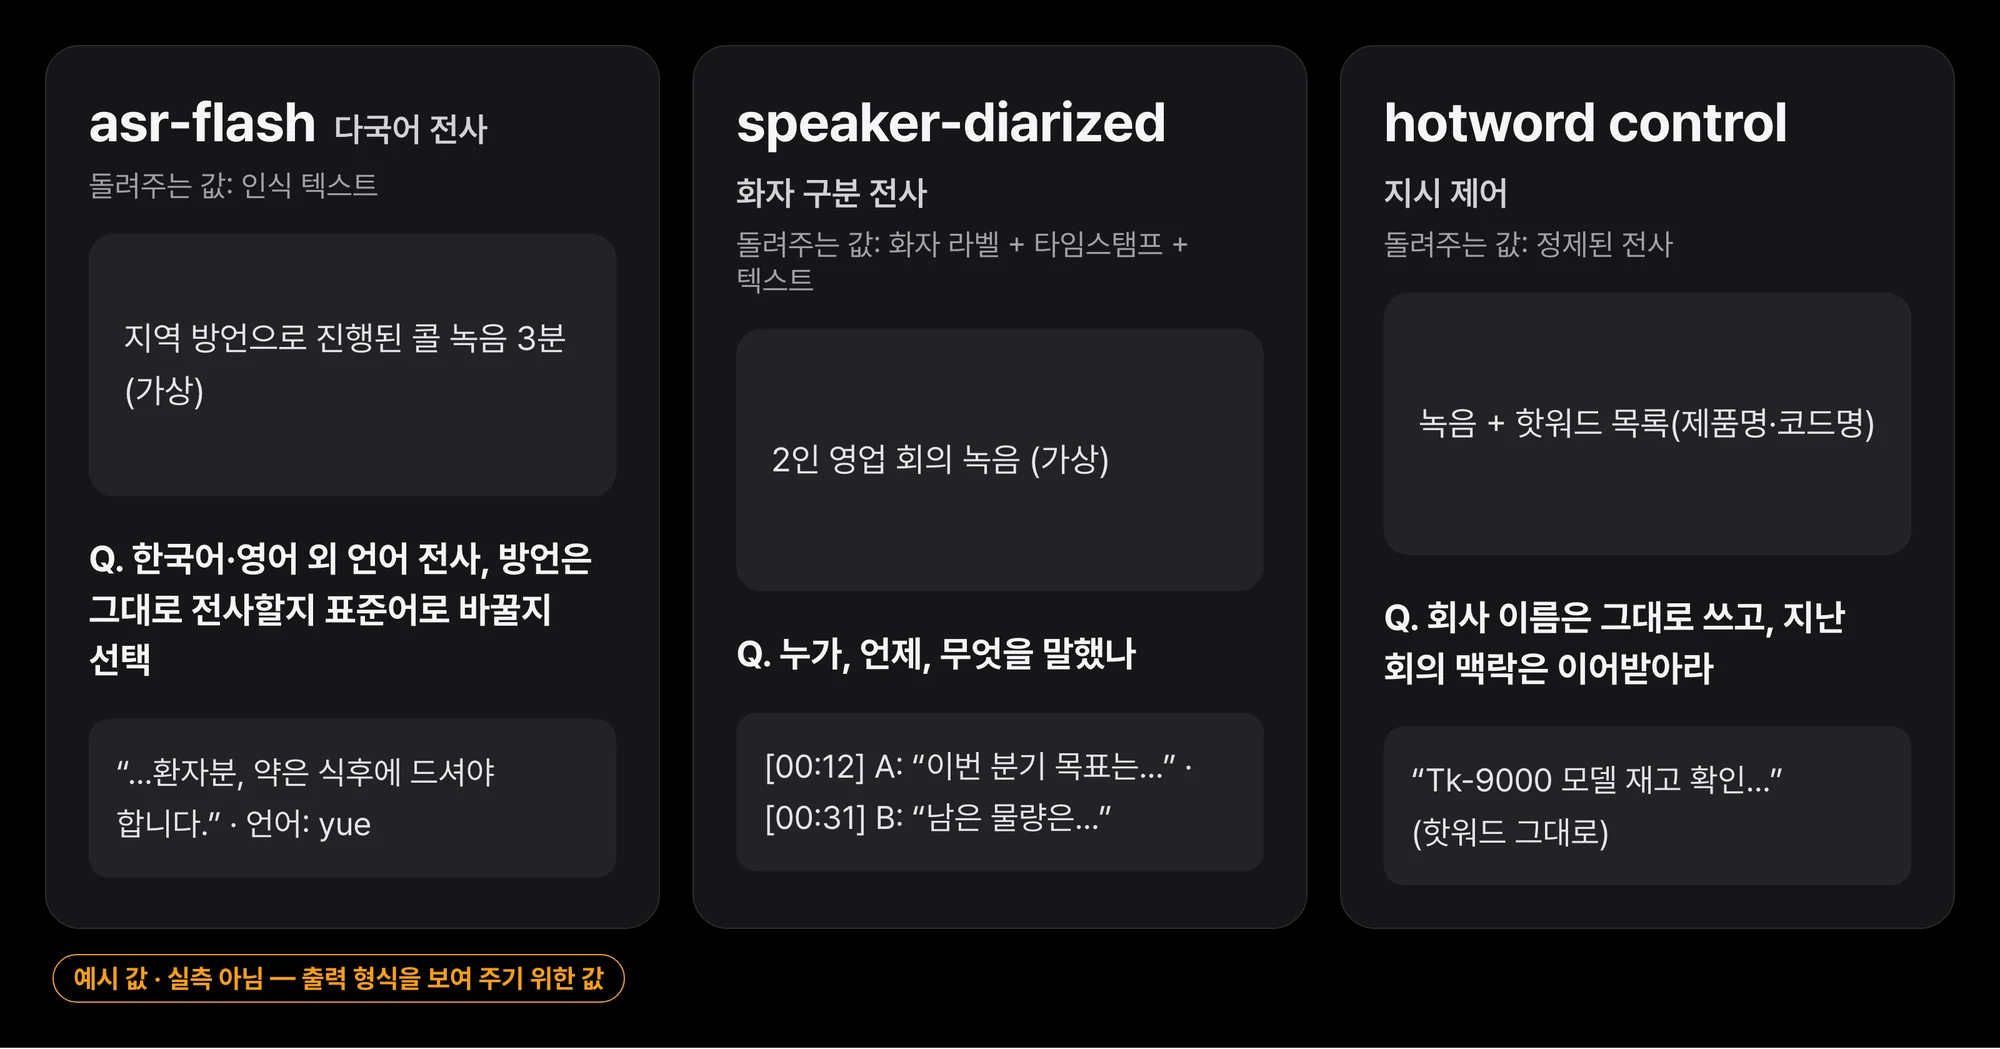 asr-flash 다국어 전사
돌려주는 값: 인식 텍스트
지역 방언으로 진행된 콜 녹음 3분
(가상)
Q. 한국어·영어 외 언어 전사, 방언은
그대로 전사할지 표준어로 바꿀지
선택
“...환자분, 약은 식후에 드셔야
합니다.” · 언어: yue
speaker-diarized
화자 구분 전사
돌려주는 값: 화자 라벨 + 타임스탬프 +
텍스트
2인 영업 회의 녹음 (가상)
Q. 누가, 언제, 무엇을 말했나
[00:12] A: “이번 분기 목표는...” ·
[00:31] B: “남은 물량은...”
hotword control
지시 제어
돌려주는 값: 정제된 전사
녹음 + 핫워드 목록(제품명·코드명)
Q. 회사 이름은 그대로 쓰고, 지난
회의 맥락은 이어받아라
“Tk-9000 모델 재고 확인...”
(핫워드 그대로)
예시 값 · 실측 아님 — 출력 형식을 보여 주기 위한 값